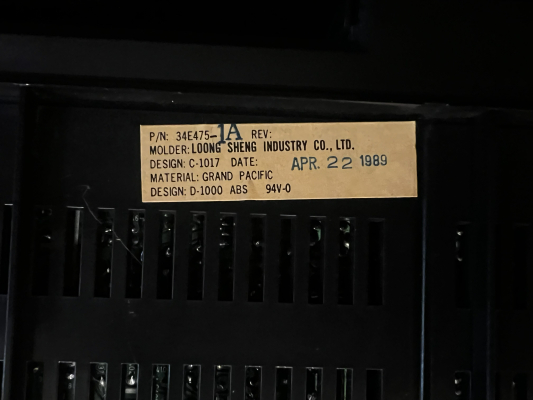 P/N: 34E475-1A REV:
MOLDER: LOONG SHENG INDUSTRY CO., LTD.
DESIGN: C-1017 DATE: APR. 22 1989
MATERIAL: GRAND PACIFIC
DESIGN: D-1000 ABS 94V-0